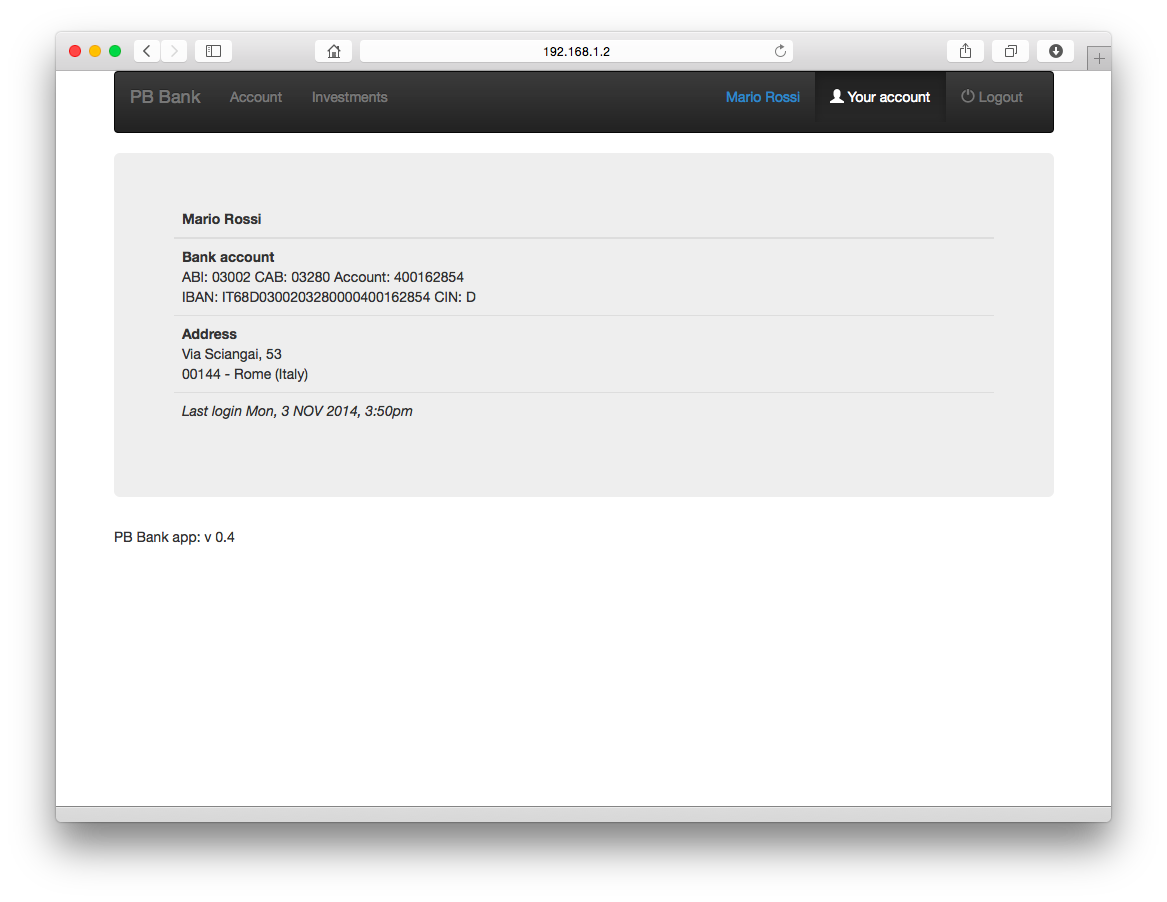 192.168.1.2
PB Bank Account Investments Mario Rossi Your account Logout
Mario Rossi
Bank account
ABI: 03002 CAB: 03280 Account: 400162854
IBAN: IT68D0300203280000400162854 CIN: D
Address
Via Sciangai, 53
00144 - Rome (Italy)
Last login Mon, 3 NOV 2014, 3:50pm
PB Bank app: v 0.4